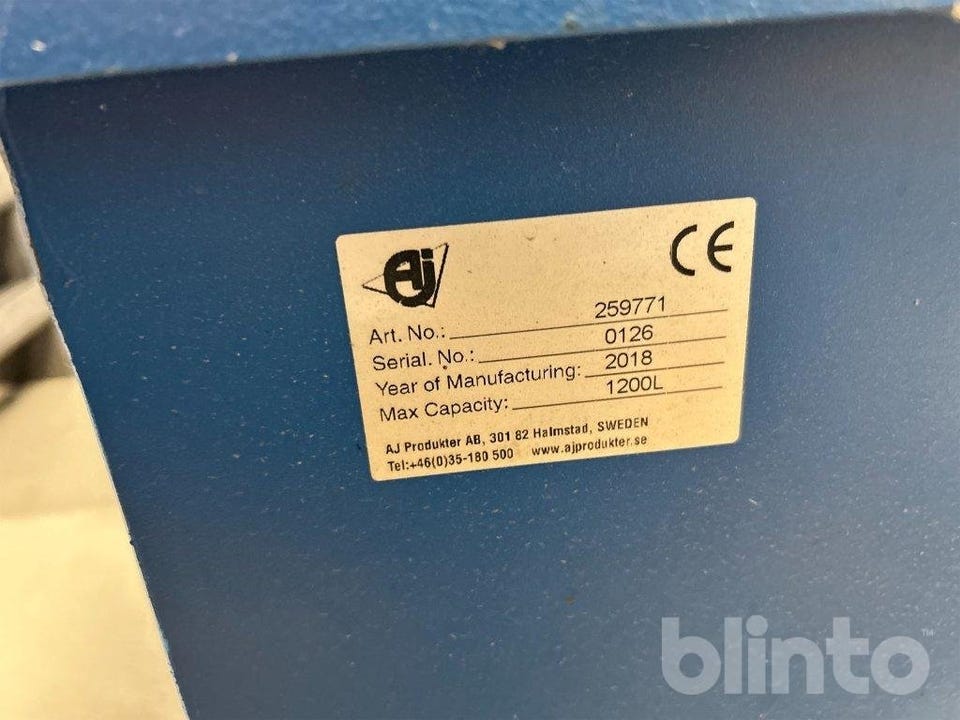 Aj
CE
Art. No.: 259771
Serial. No.: 0126
Year of Manufacturing: 2018
Max Capacity: 1200L
AJ Produkter AB, 301 82 Halmstad, SWEDEN
Tel:+46(0)35-180 500 www.ajprodukter.se
blinto™